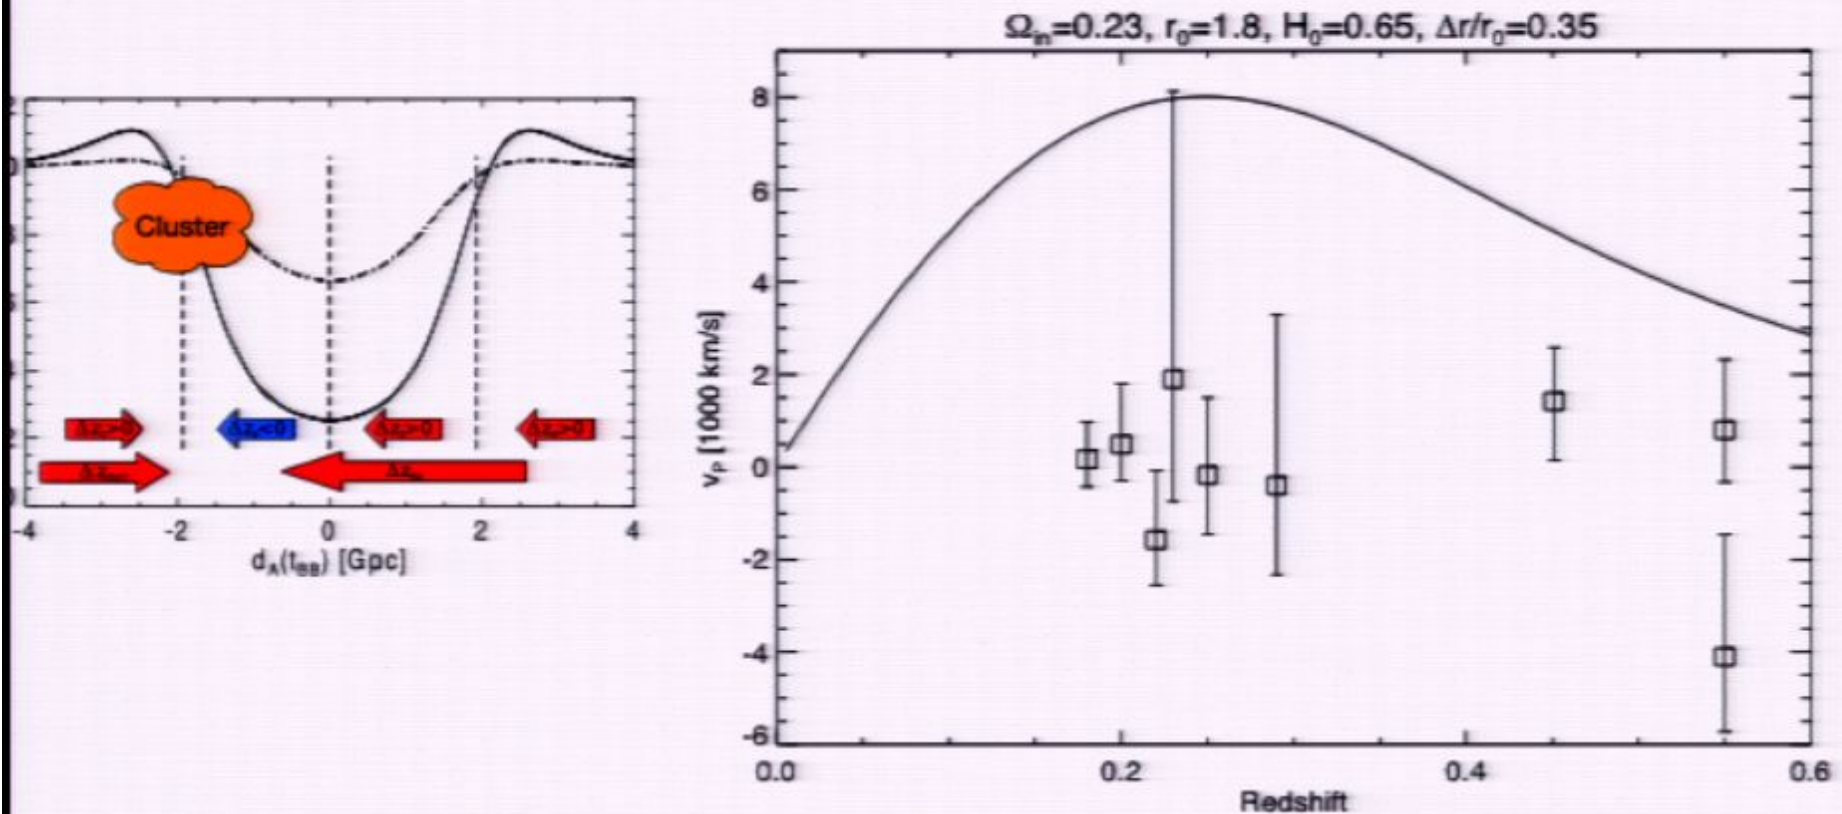 Ωin=0.23, r₀=1.8, H₀=0.65, Δr/r₀=0.35
Cluster
-4 -2 0 2 4
dA(tBB) [Gpc]
8
6
4
2
0
-2
-4
-6
vP [1000 km/s]
0.0 0.2 0.4 0.6
Redshift